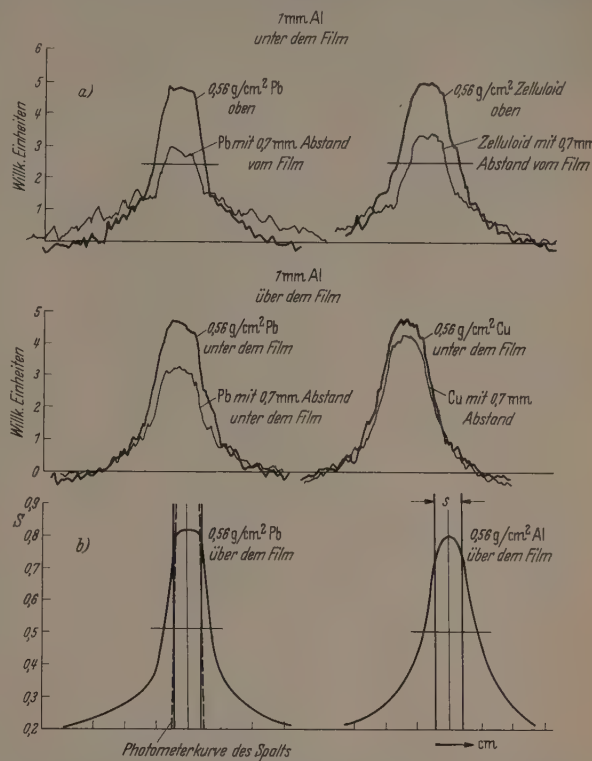 1mm Al
unter dem Film
Willk. Einheiten
6
5
4
3
2
1
0
a)
0,56 g/cm² Pb
oben
Pb mit 0,7 mm Abstand
vom Film
0,56 g/cm² Zelluloid
oben
Zelluloid mit 0,7mm
Abstand vom Film
1mm Al
über dem Film
Willk. Einheiten
5
4
3
2
1
0
0,56 g/cm² Pb
unter dem Film
Pb mit 0,7 mm Abstand
unter dem Film
0,56 g/cm² Cu
unter dem Film
Cu mit 0,7 mm
Abstand
S
0,9
0,8
0,7
0,6
0,5
0,4
0,3
0,2
b)
0,56 g/cm² Pb
über dem Film
s
0,56 g/cm² Al
über dem Film
Photometerkurve des Spalts
cm